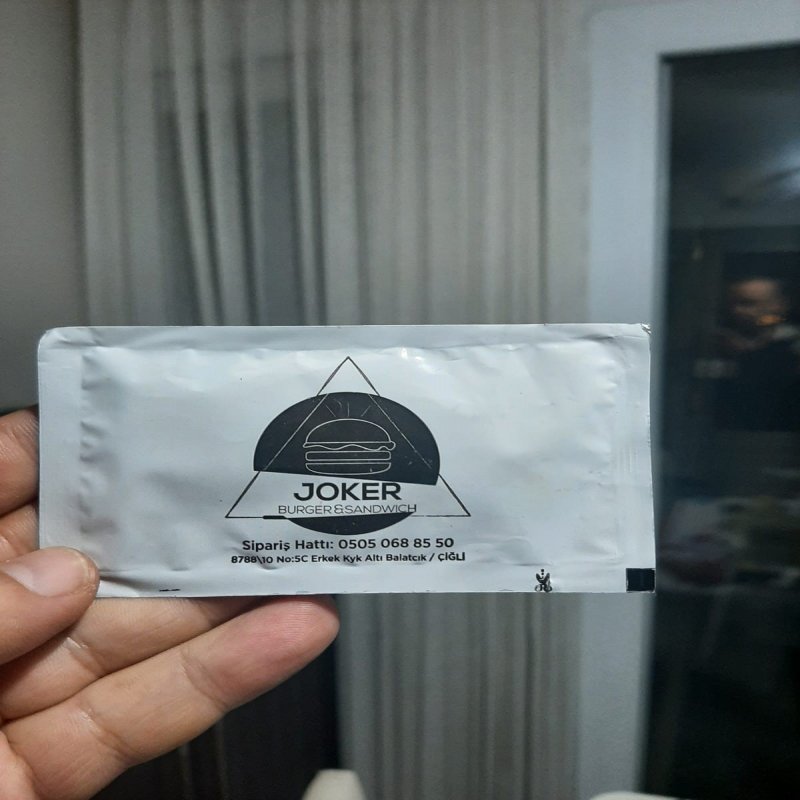 JOKER
BURGER&SANDWICH
Sipariş Hattı: 0505 068 85 50
8788\10 No:5C Erkek Kyk Altı Balatcık / ÇİĞLİ